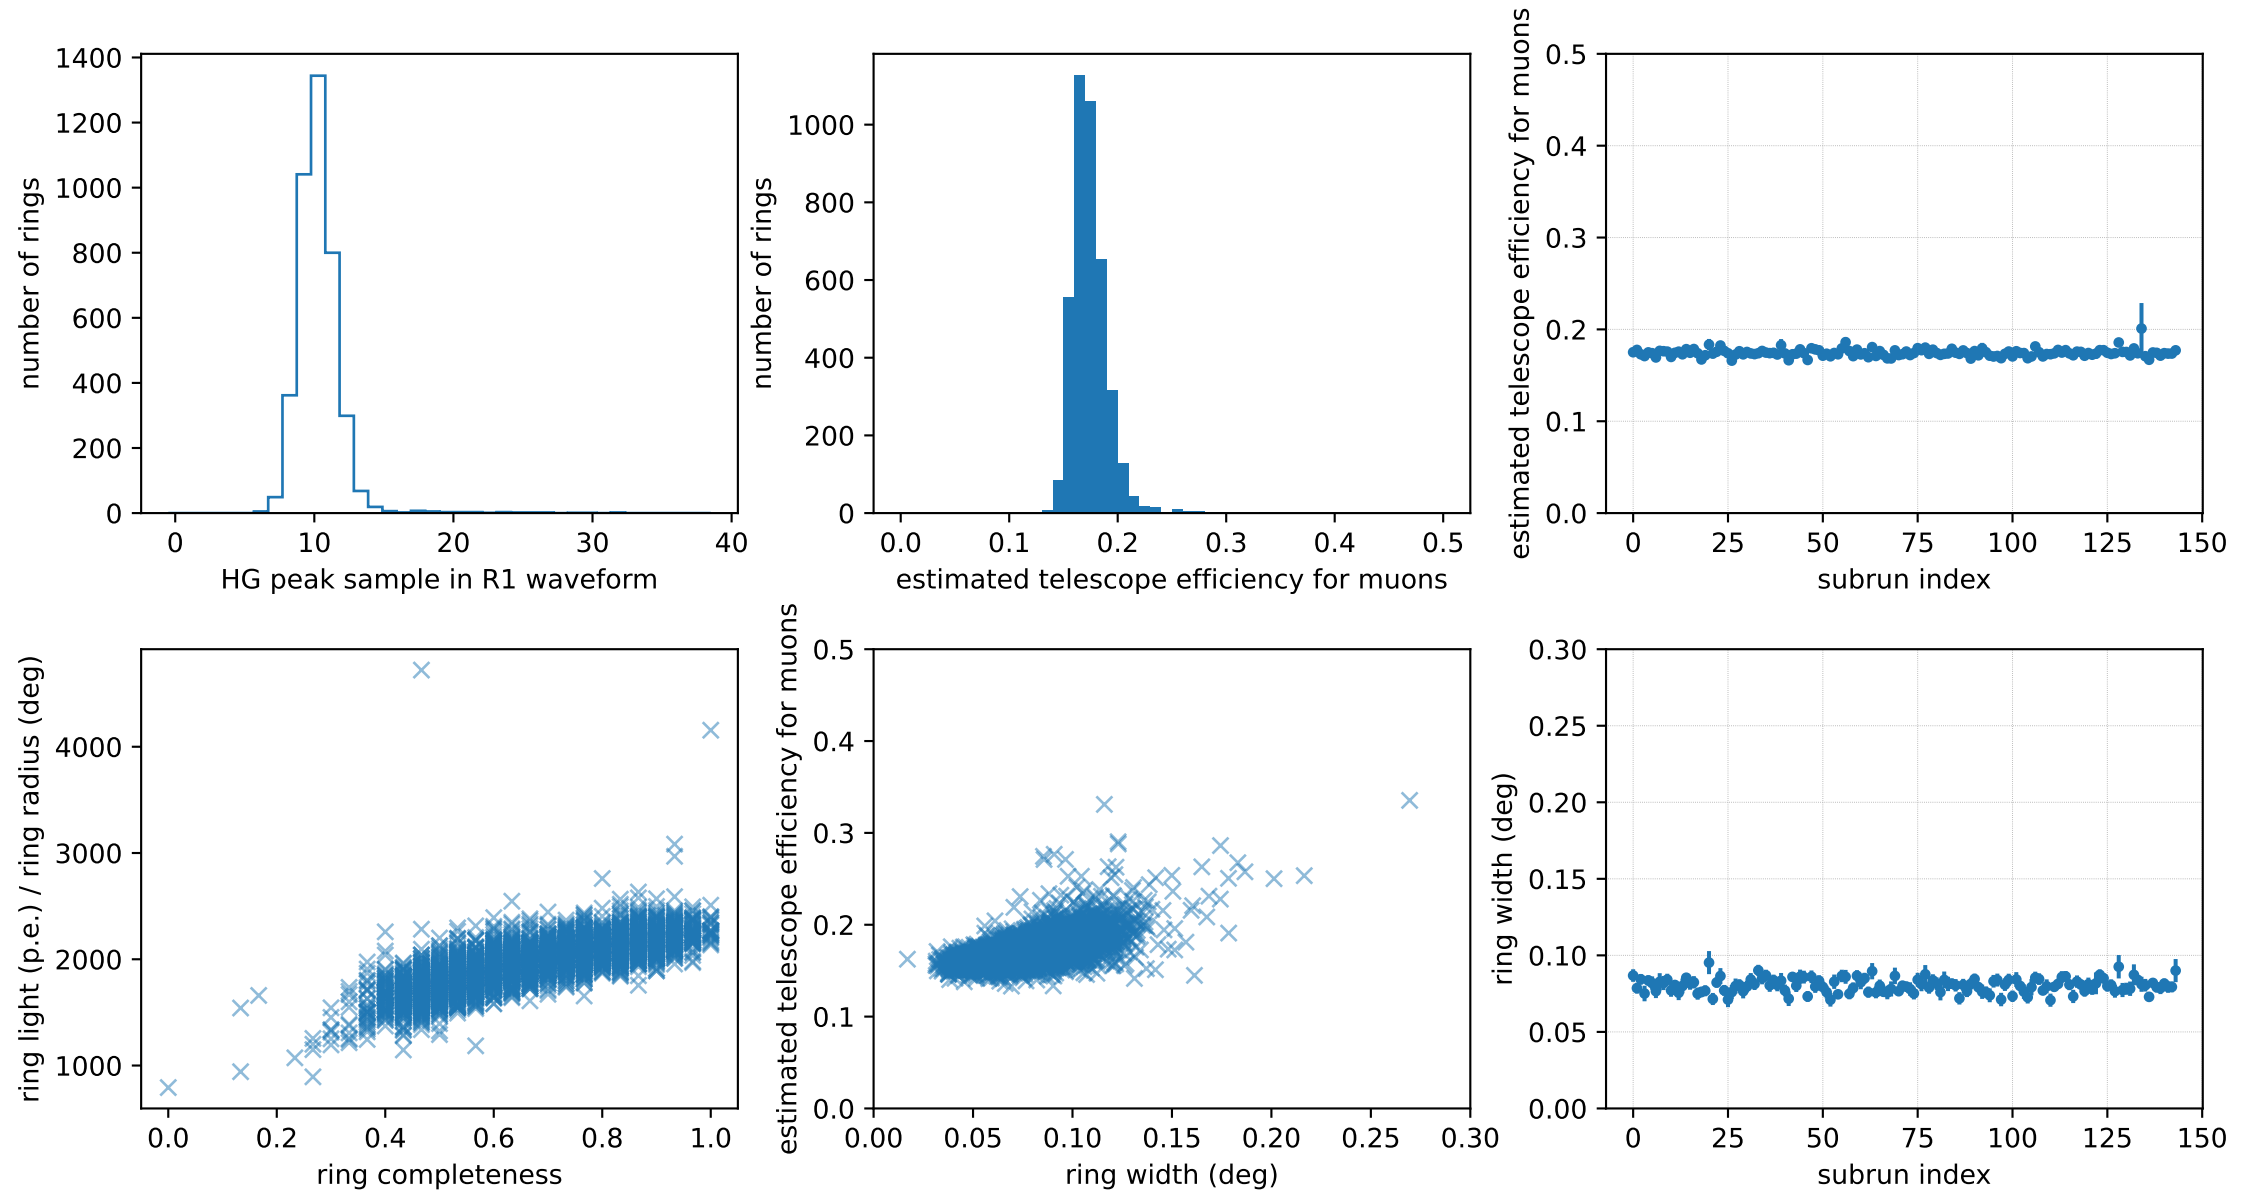 1400
1200
1000
800
600
400
200
0
number of rings
0 10 20 30 40
HG peak sample in R1 waveform
1000
800
600
400
200
0
number of rings
0.0 0.1 0.2 0.3 0.4 0.5
estimated telescope efficiency for muons
0.5
0.4
0.3
0.2
0.1
0.0
estimated telescope efficiency for muons
0 25 50 75 100 125 150
subrun index
4000
3000
2000
1000
ring light (p.e.) / ring radius (deg)
0.0 0.2 0.4 0.6 0.8 1.0
ring completeness
0.5
0.4
0.3
0.2
0.1
0.0
estimated telescope efficiency for muons
0.00 0.05 0.10 0.15 0.20 0.25 0.30
ring width (deg)
0.30
0.25
0.20
0.15
0.10
0.05
0.00
ring width (deg)
0 25 50 75 100 125 150
subrun index